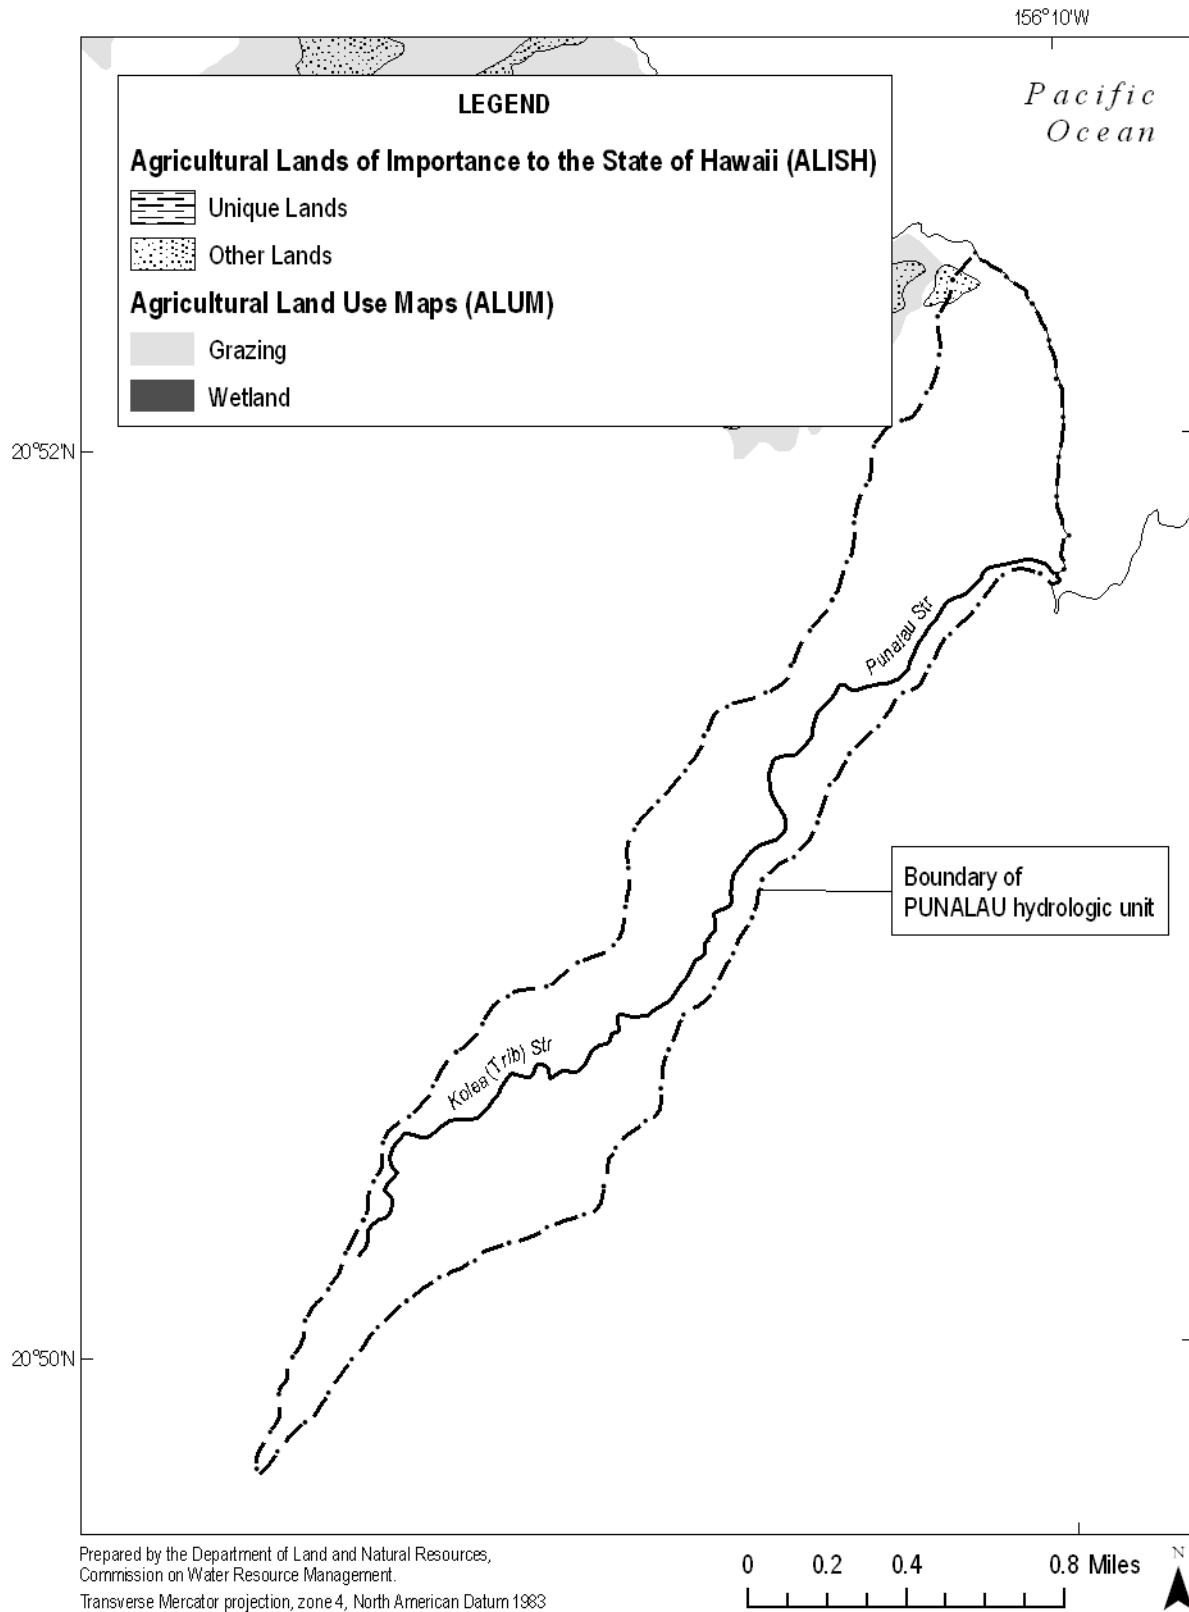 156°10'W
Pacific
Ocean
LEGEND
Agricultural Lands of Importance to the State of Hawaii (ALISH)
Unique Lands
Other Lands
Agricultural Land Use Maps (ALUM)
Grazing
Wetland
20°52'N
Punalau Str
Boundary of
PUNALAU hydrologic unit
Kolea (Trib) Str
20°50'N
Prepared by the Department of Land and Natural Resources,
Commission on Water Resource Management.
Transverse Mercator projection, zone 4, North American Datum 1983
0 0.2 0.4 0.8 Miles
N